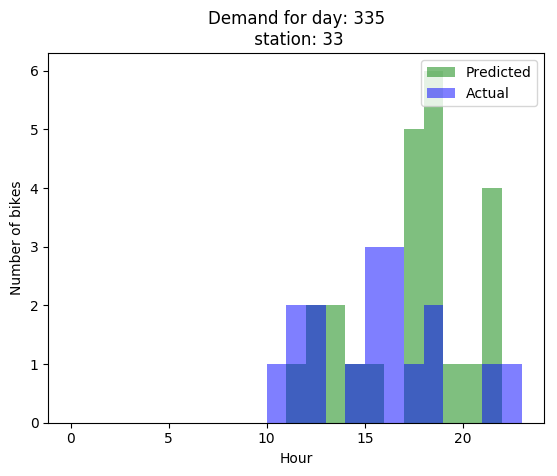 Demand for day: 335
station: 33
6
5
4
3
2
1
0
Number of bikes
Predicted
Actual
0 5 10 15 20
Hour